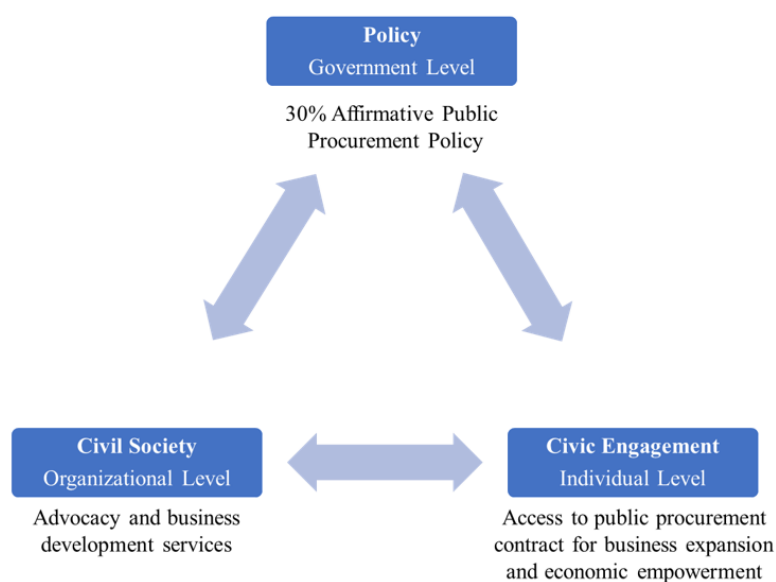 Policy
Government Level
30% Affirmative Public
Procurement Policy
Civil Society
Organizational Level
Advocacy and business
development services
Civic Engagement
Individual Level
Access to public procurement
contract for business expansion
and economic empowerment